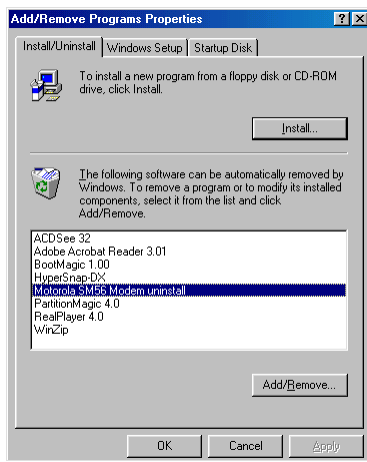 Add/Remove Programs Properties
Install/Uninstall
Windows Setup
Startup Disk
To install a new program from a floppy disk or CD-ROM
drive, click Install.
Install...
The following software can be automatically removed by
Windows. To remove a program or to modify its installed
components, select it from the list and click
Add/Remove.
ACDSee 32
Adobe Acrobat Reader 3.01
BootMagic 1.00
HyperSnap-DX
Motorola SM56 Modem uninstall
PartitionMagic 4.0
RealPlayer 4.0
WinZip
Add/Remove...
OK
Cancel
Apply